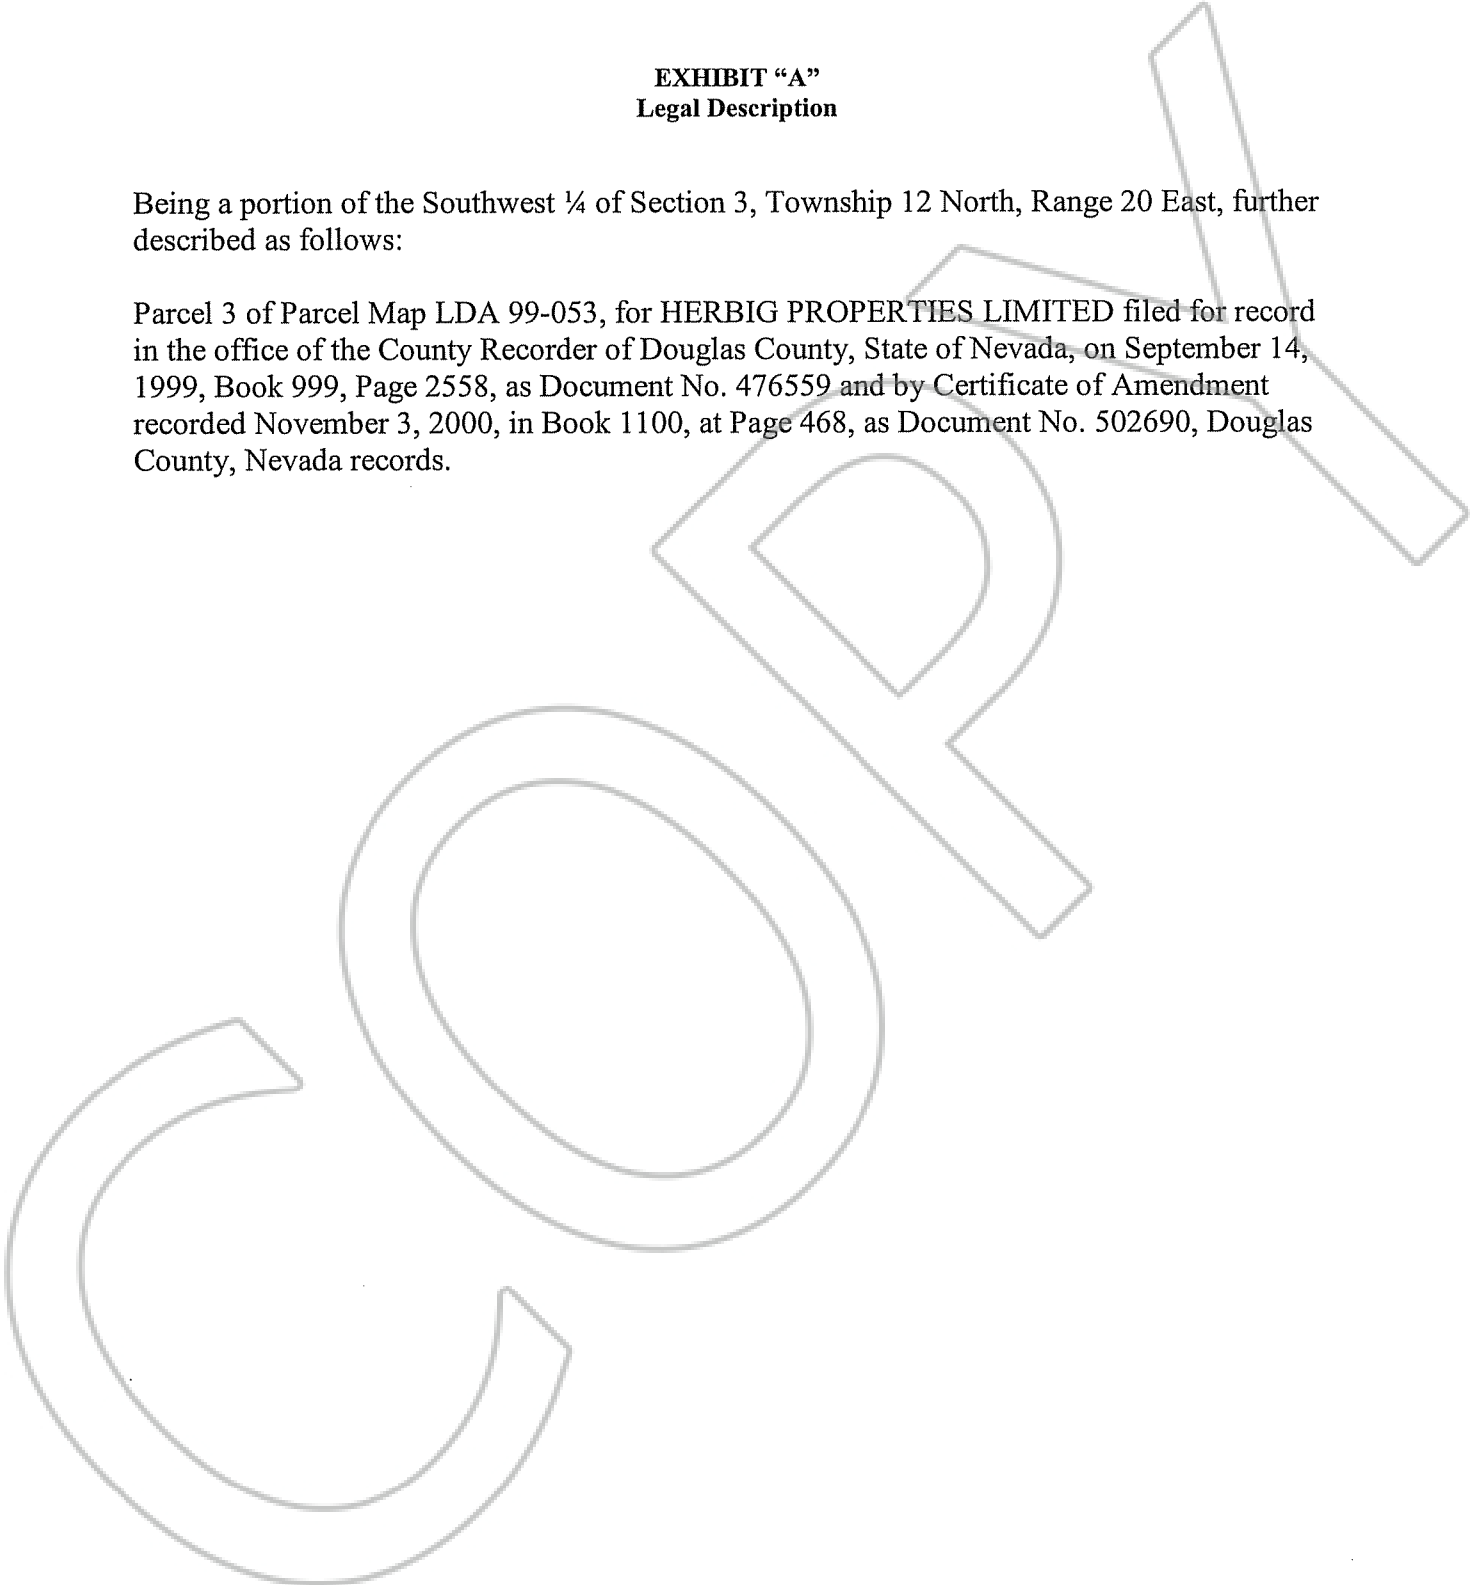 EXHIBIT “A”
Legal Description
Being a portion of the Southwest ¼ of Section 3, Township 12 North, Range 20 East, further
described as follows:
Parcel 3 of Parcel Map LDA 99-053, for HERBIG PROPERTIES LIMITED filed for record
in the office of the County Recorder of Douglas County, State of Nevada, on September 14,
1999, Book 999, Page 2558, as Document No. 476559 and by Certificate of Amendment
recorded November 3, 2000, in Book 1100, at Page 468, as Document No. 502690, Douglas
County, Nevada records.
COPY